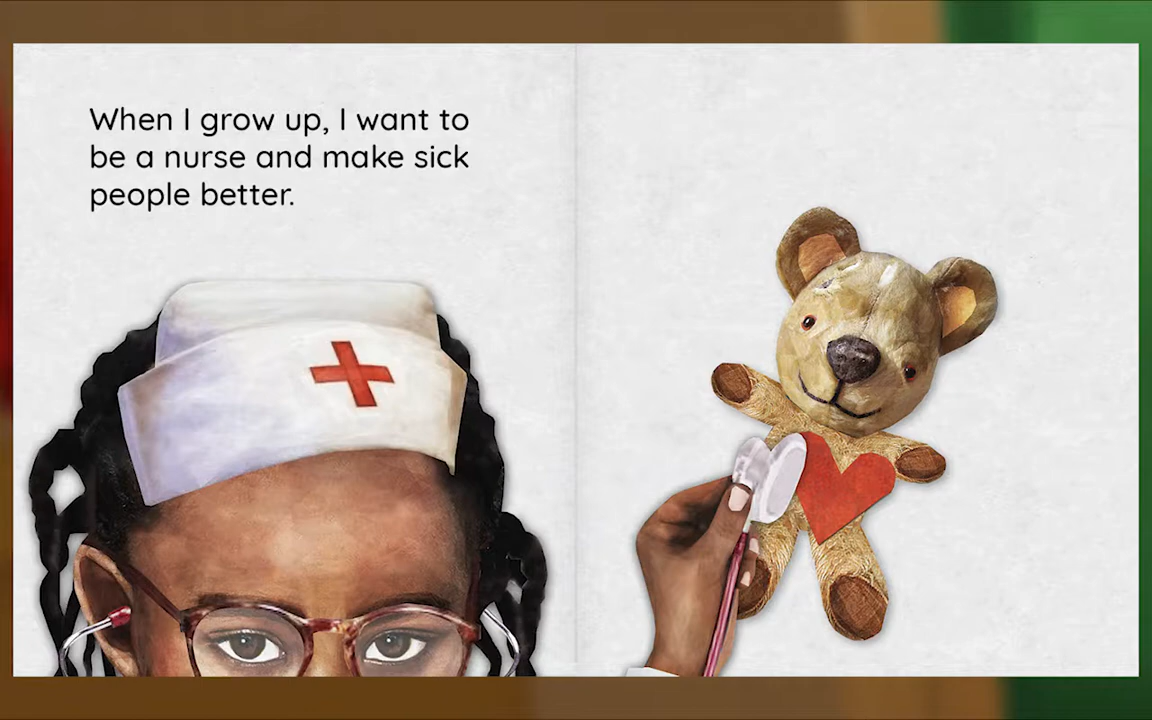 When I grow up, I want to
be a nurse and make sick
people better.